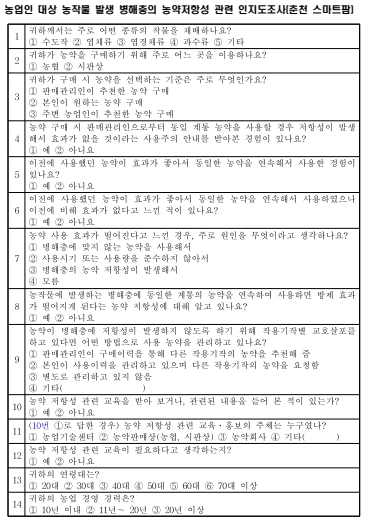 농업인 대상 농작물 발생 병해충의 농약저항성 관련 인지도조사(춘천 스마트팜)
1 귀하께서는 주로 어떤 종류의 작물을 재배하나요?
① 수도작 ② 엽채류 ③ 엽경채류 ④ 과수류 ⑤ 기타
2 귀하가 농약을 구매하기 위해 주로 어느 곳을 이용하나요?
① 농협 ② 시판상
3 귀하가 구매 시 농약을 선택하는 기준은 주로 무엇인가요?
① 판매관리인이 추천한 농약 구매
② 본인이 원하는 농약 구매
③ 주변 농업인이 추천한 농약 구매
4 농약 구매 시 판매관리인으로부터 동일 계통 농약을 사용할 경우 저항성이 발생
해서 효과가 없을 것이라는 사용주의 안내를 받아본 경험이 있나요?
① 예 ② 아니요
5 이전에 사용했던 농약이 효과가 좋아서 동일한 농약을 연속해서 사용한 경험이
있나요?
① 예 ② 아니요
6 이전에 사용했던 농약이 효과가 좋아서 동일한 농약을 연속해서 사용하였으나
이전에 비해 효과가 없다고 느낀 적이 있나요?
① 예 ② 아니요
7 농약 사용 효과가 떨어진다고 느낀 경우, 주로 원인을 무엇이라고 생각하나요?
① 병해충에 맞지 않는 농약을 사용해서
② 사용시기 또는 사용량을 준수하지 않아서
③ 병해충의 농약 저항성이 발생해서
④ 모름
8 농작물에 발생하는 병해충에 동일한 계통의 농약을 연속하여 사용하면 방제 효과
가 떨어지게 된다는 농약 저항성에 대해 알고 있나요?
① 예 ② 아니요
9 농약이 병해충에 저항성이 발생하지 않도록 하기 위해 작용기작별 교호살포를
하고 있다면 어떤 방법으로 사용 농약을 관리하고 있나요?
① 판매관리인이 구매이력을 통해 다른 작용기작의 농약을 추천해 줌
② 본인이 사용이력을 관리하고 있으며 다른 작용기작의 농약을 요청함
③ 별도로 관리하고 있지 않음
④ 기타( )
10 농약 저항성 관련 교육을 받아 보거나, 관련된 내용을 들어 본 적이 있는가?
① 예 ② 아니요
11 (10번 ①로 답한 경우) 농약 저항성 관련 교육·홍보의 주체는 누구였나?
① 농업기술센터 ② 농약판매상(농협, 시판상) ③ 농약회사 ④ 기타( )
12 농약 저항성 관련 교육이 필요하다고 생각하는지?
① 예 ② 아니요
13 귀하의 연령대는?
① 20대 ② 30대 ③ 40대 ④ 50대 ⑤ 60대 ⑥ 70대 이상
14 귀하의 농업 경영 경력은?
① 10년 이내 ② 11년~ 20년 ③ 20년 이상